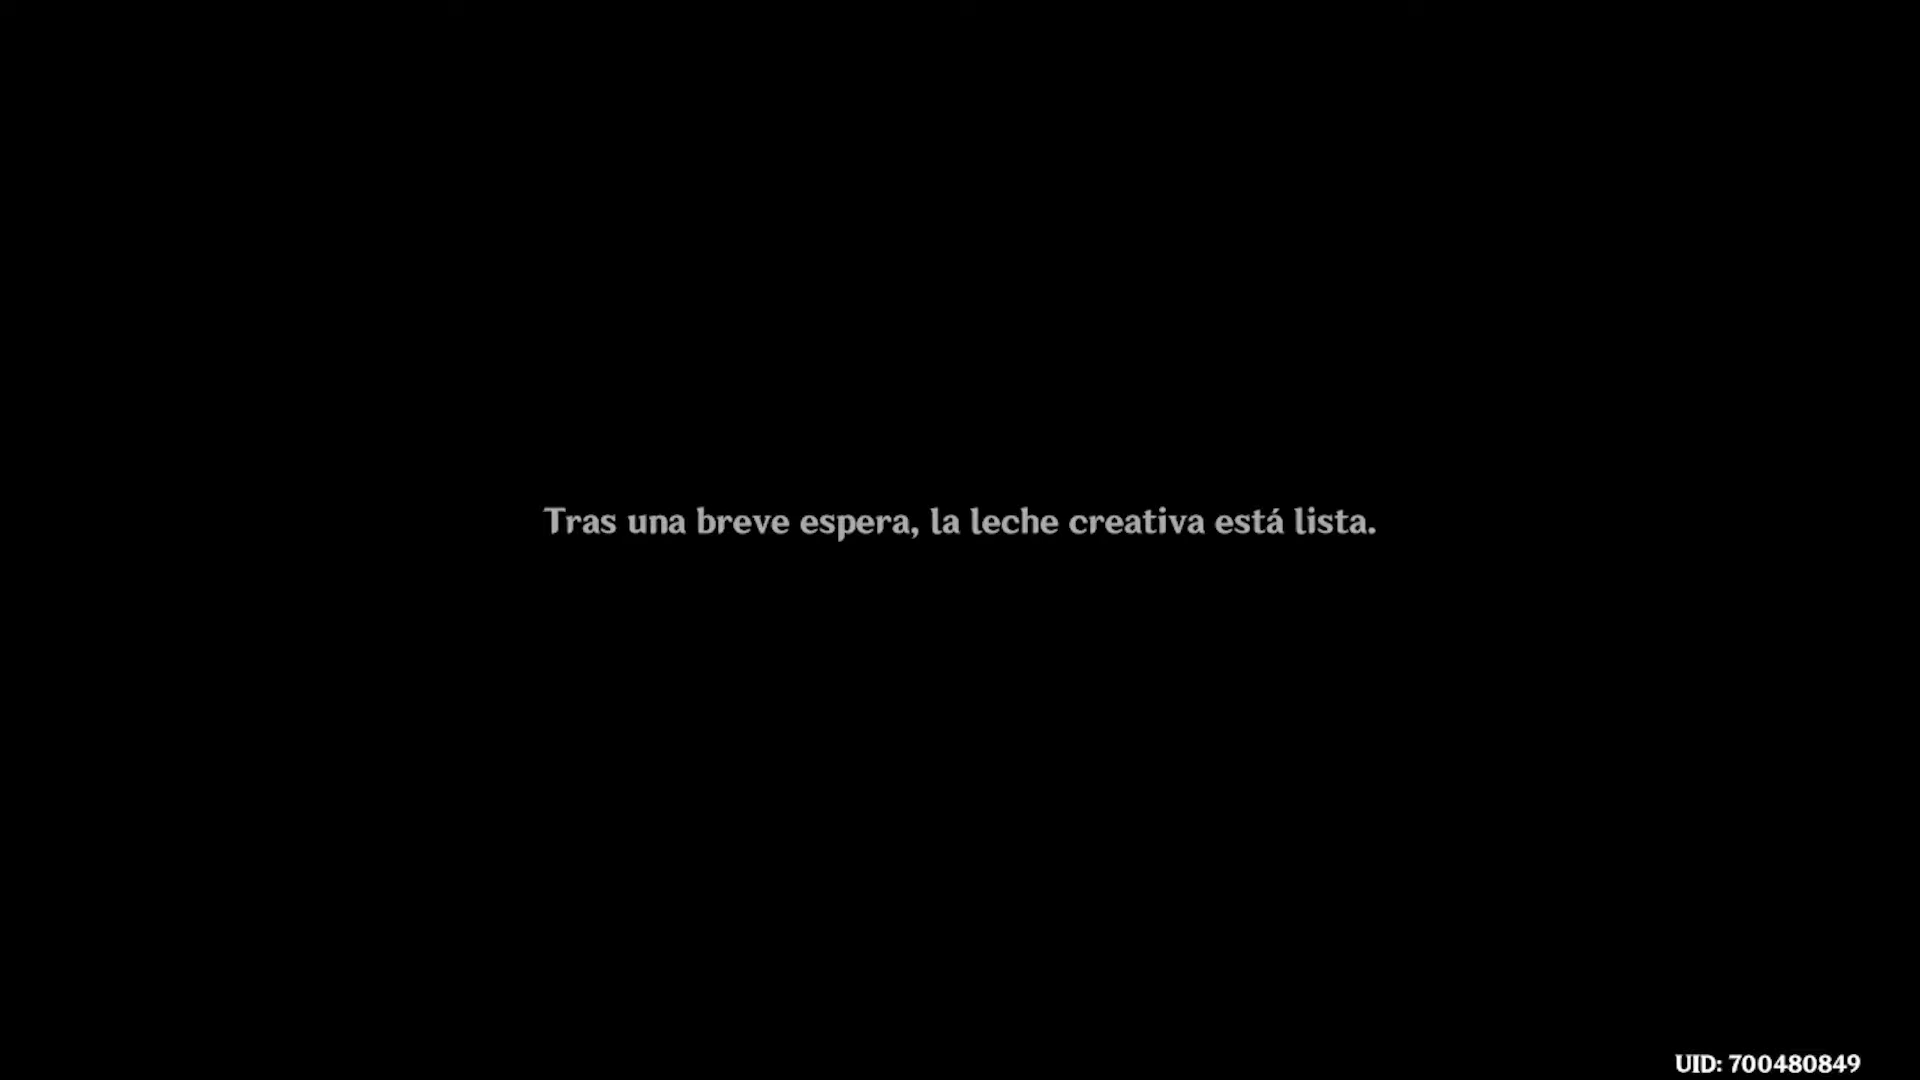 Tras una breve espera, la leche creativa está lista.
UID: 700480849